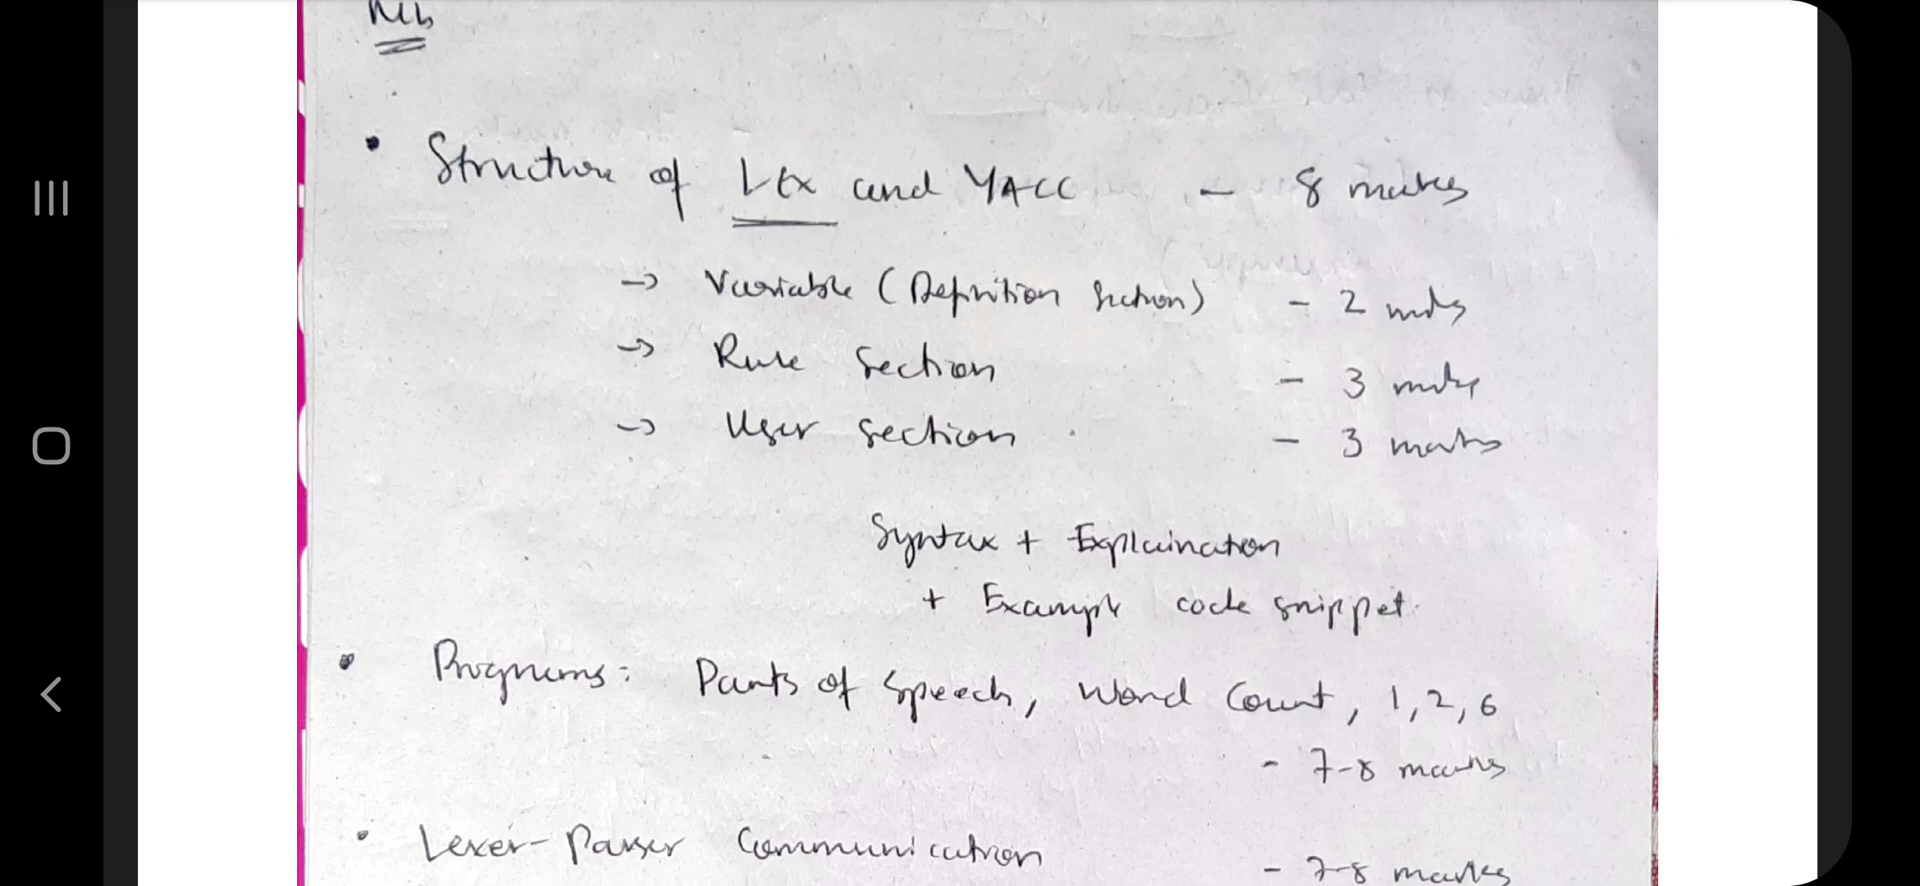 • Structure of Lex and YACC - 8 marks
→ Variable (Definition Section) - 2 mrks
→ Rule Section - 3 mrks
→ User Section - 3 marks
Syntax + Explaination
+ Example code snippet.
• Programs: Parts of Speech, Word Count, 1, 2, 6
- 7-8 marks
• Lexer-Parser Communication
- 7-8 marks